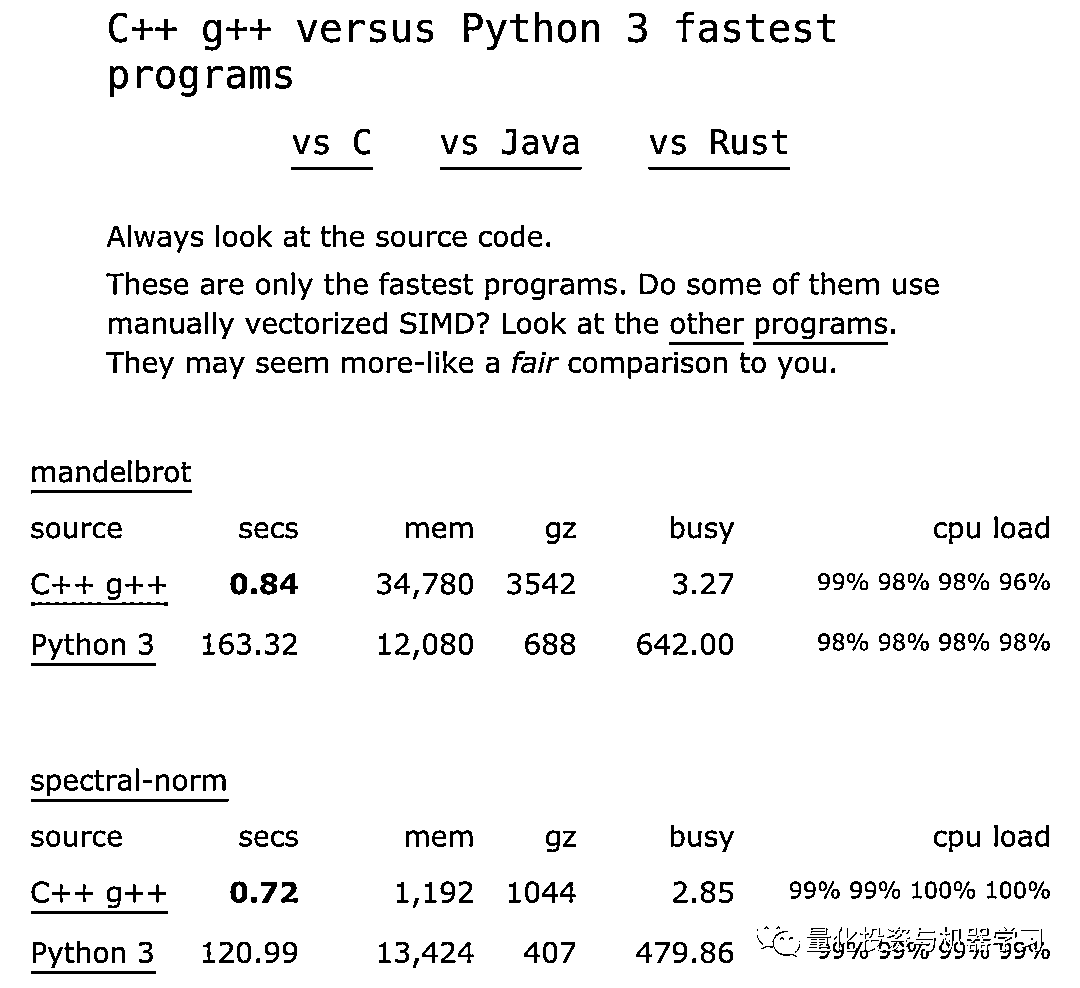 C++ g++ versus Python 3 fastest
programs
vs C vs Java vs Rust
Always look at the source code.
These are only the fastest programs. Do some of them use
manually vectorized SIMD? Look at the other programs.
They may seem more-like a fair comparison to you.
mandelbrot
source secs mem gz busy cpu load
C++ g++ 0.84 34,780 3542 3.27 99% 98% 98% 96%
Python 3 163.32 12,080 688 642.00 98% 98% 98% 98%
spectral-norm
source secs mem gz busy cpu load
C++ g++ 0.72 1,192 1044 2.85 99% 99% 100% 100%
Python 3 120.99 13,424 407 479.86 99% 99% 99% 99%
量化投资与机器学习